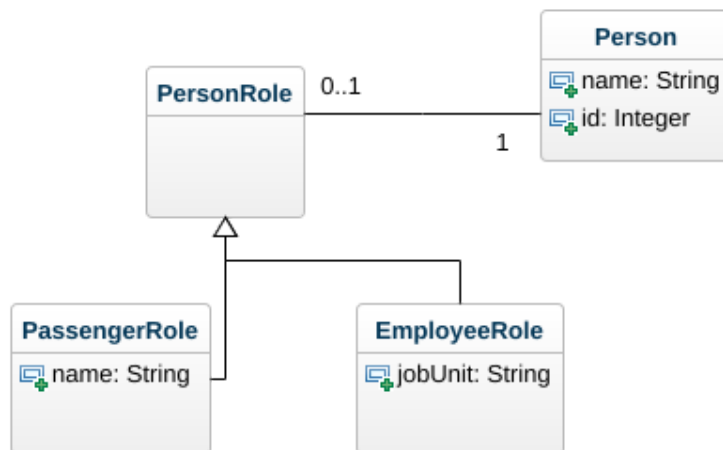 Person
name: String
id: Integer
PersonRole
0..1
1
PassengerRole
name: String
EmployeeRole
jobUnit: String